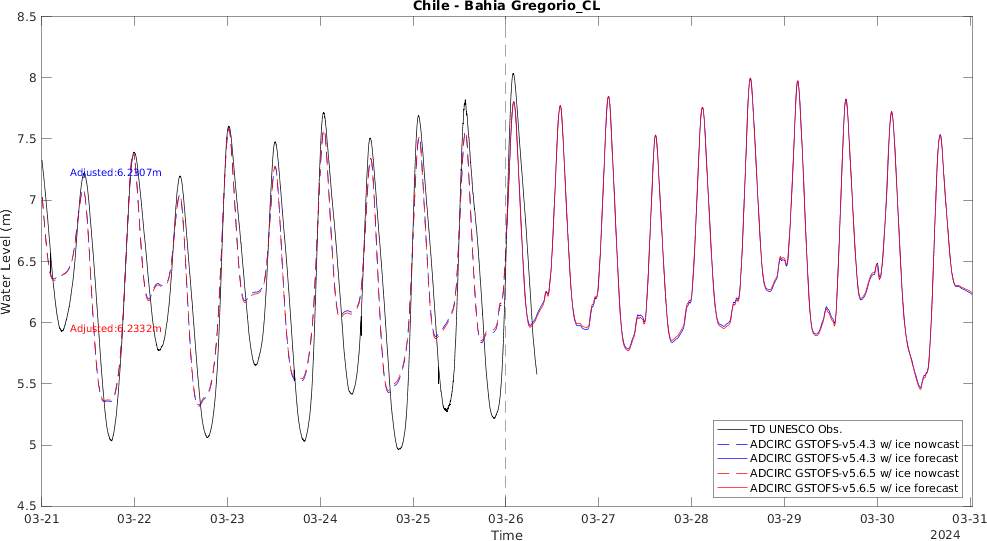 Chile - Bahia Gregorio_CL
8.5
8
7.5
7
6.5
6
5.5
5
4.5
Water Level (m)
Adjusted:6.2307m
Adjusted:6.2332m
TD UNESCO Obs.
ADCIRC GSTOFS-v5.4.3 w/ ice nowcast
ADCIRC GSTOFS-v5.4.3 w/ ice forecast
ADCIRC GSTOFS-v5.6.5 w/ ice nowcast
ADCIRC GSTOFS-v5.6.5 w/ ice forecast
03-21 03-22 03-23 03-24 03-25 03-26 03-27 03-28 03-29 03-30 03-31
Time
2024